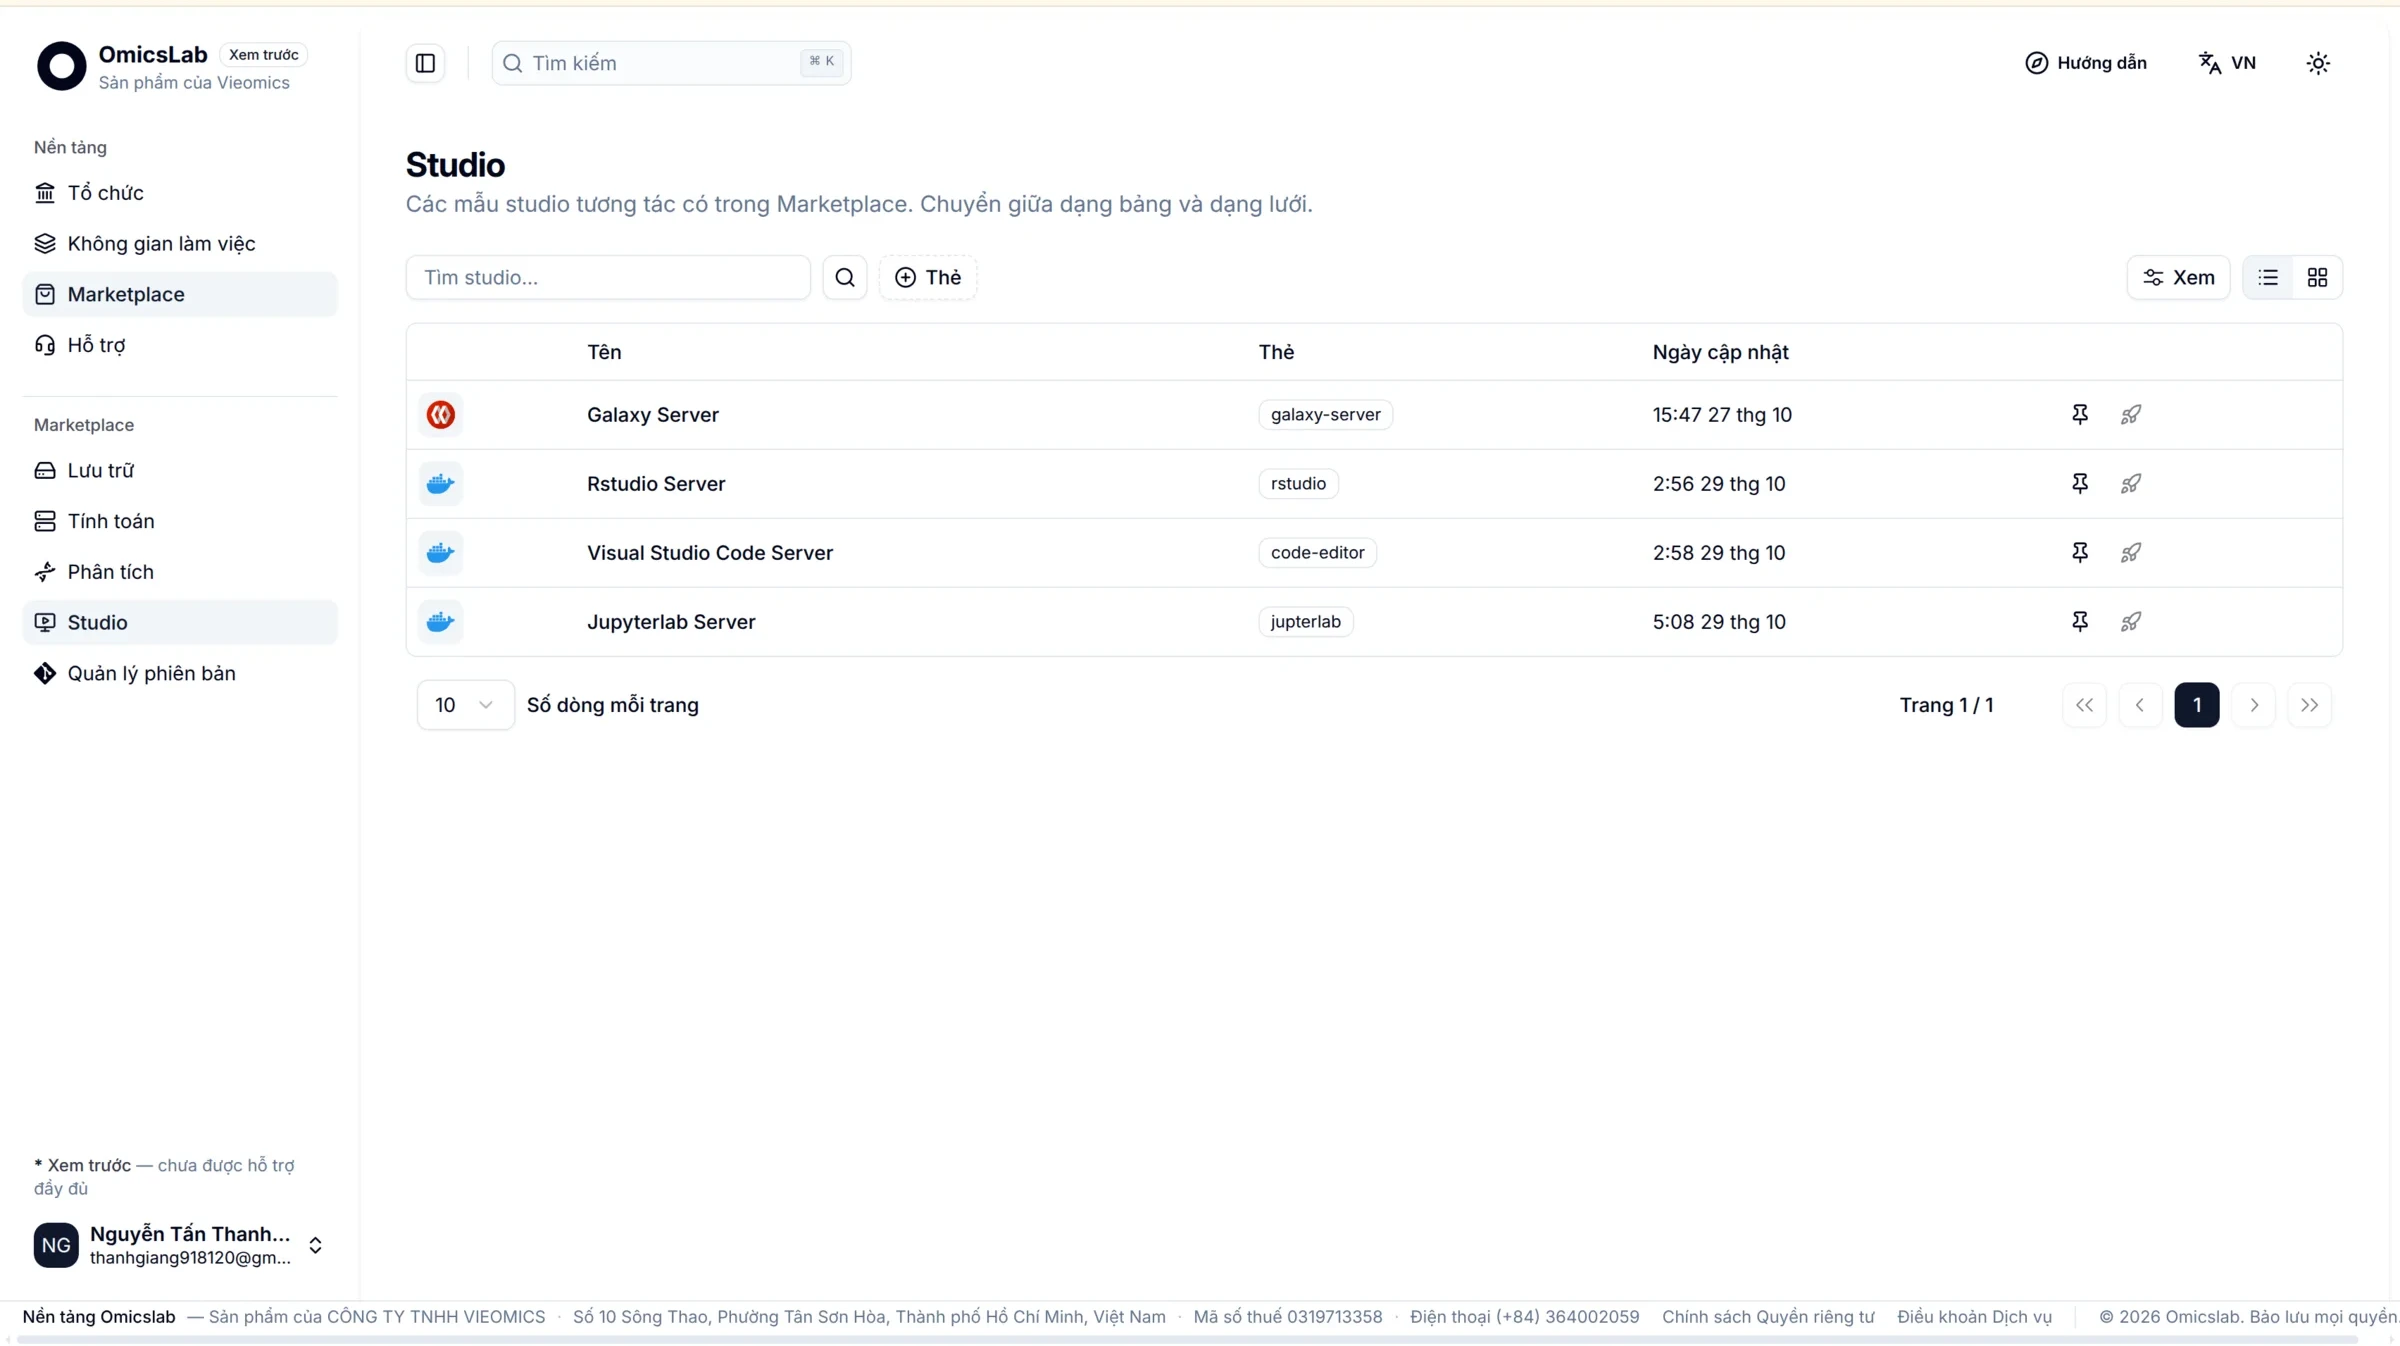 OmicsLab Xem trước
Sản phẩm của Vieomics
Nền tảng
Tổ chức
Không gian làm việc
Marketplace
Hỗ trợ
Marketplace
Lưu trữ
Tính toán
Phân tích
Studio
Quản lý phiên bản
* Xem trước — chưa được hỗ trợ
đầy đủ
NG
Nguyễn Tấn Thanh...
thanhgiang918120@gm...
Tìm kiếm ⌘ K
Hướng dẫn
VN
Studio
Các mẫu studio tương tác có trong Marketplace. Chuyển giữa dạng bảng và dạng lưới.
Tìm studio...
Thẻ
Xem
Tên Thẻ Ngày cập nhật
Galaxy Server galaxy-server 15:47 27 thg 10
Rstudio Server rstudio 2:56 29 thg 10
Visual Studio Code Server code-editor 2:58 29 thg 10
Jupyterlab Server jupterlab 5:08 29 thg 10
10 Số dòng mỗi trang
Trang 1 / 1
1
Nền tảng Omicslab — Sản phẩm của CÔNG TY TNHH VIEOMICS · Số 10 Sông Thao, Phường Tân Sơn Hòa, Thành phố Hồ Chí Minh, Việt Nam · Mã số thuế 0319713358 · Điện thoại (+84) 364002059 Chính sách Quyền riêng tư Điều khoản Dịch vụ © 2026 Omicslab. Bảo lưu mọi quyền.